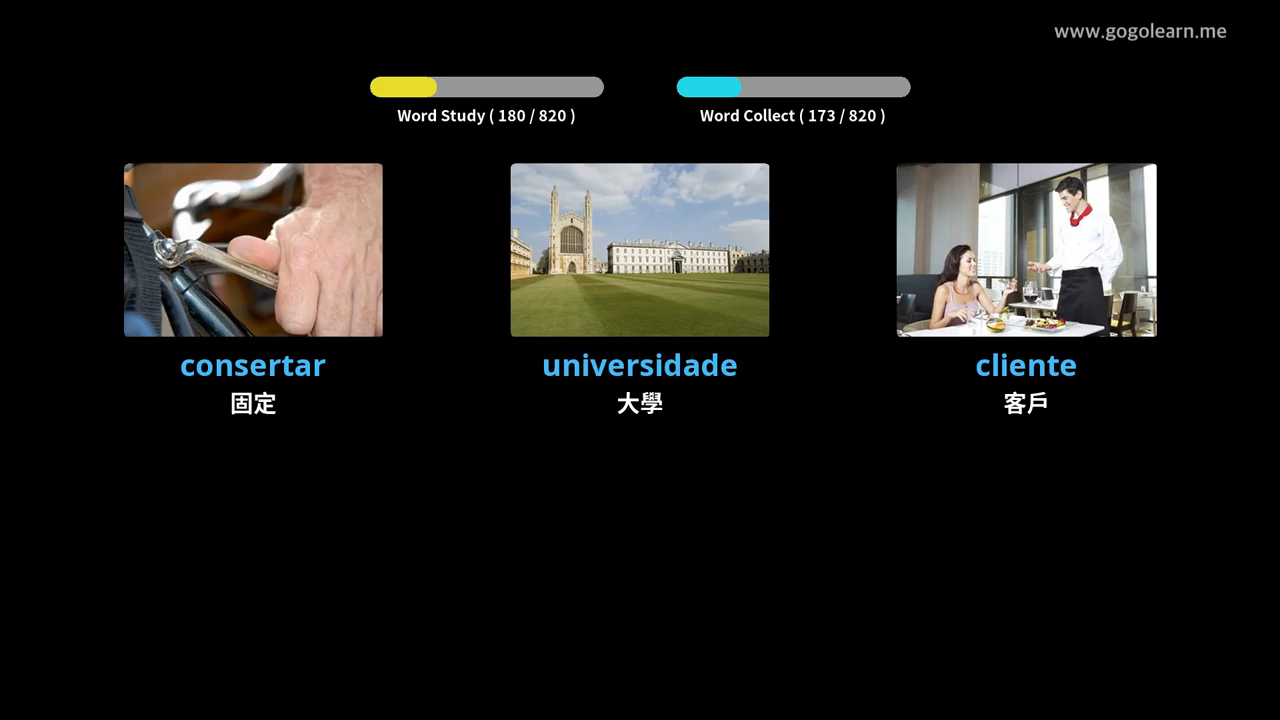 www.gogolearn.me
Word Study ( 180 / 820 )
Word Collect ( 173 / 820 )
consertar
固定
universidade
大學
cliente
客戶